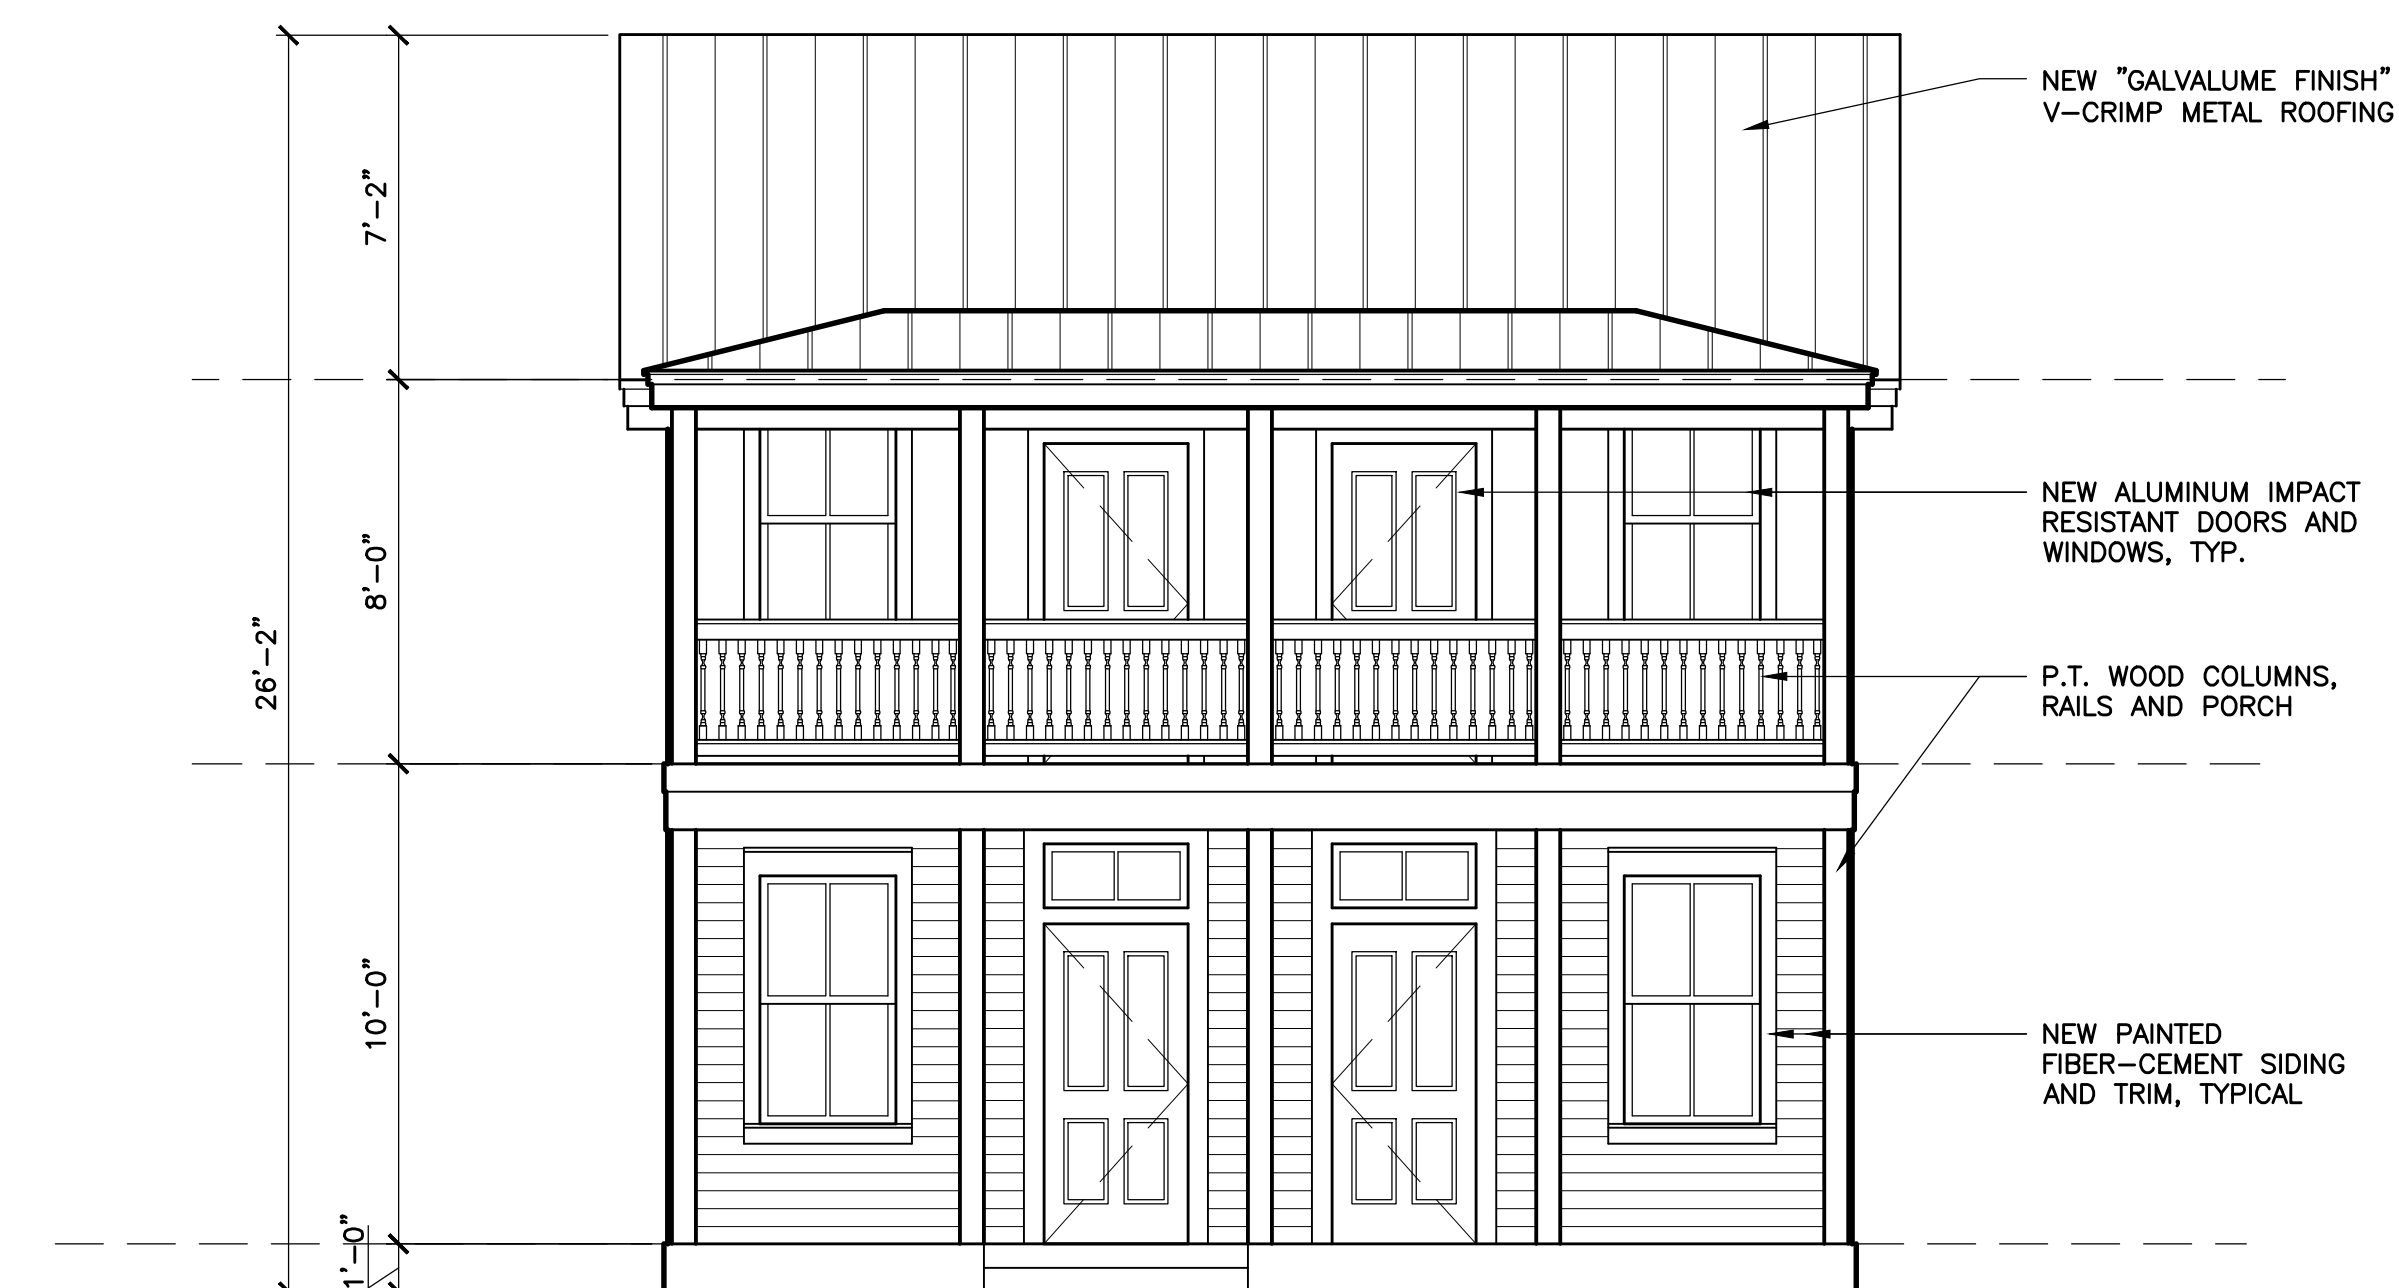 NEW "GALVALUME FINISH"
V-CRIMP METAL ROOFING
7'-2"
NEW ALUMINUM IMPACT
RESISTANT DOORS AND
WINDOWS, TYP.
8'-0"
26'-2"
P.T. WOOD COLUMNS,
RAILS AND PORCH
10'-0"
NEW PAINTED
FIBER-CEMENT SIDING
AND TRIM, TYPICAL
1'-0"